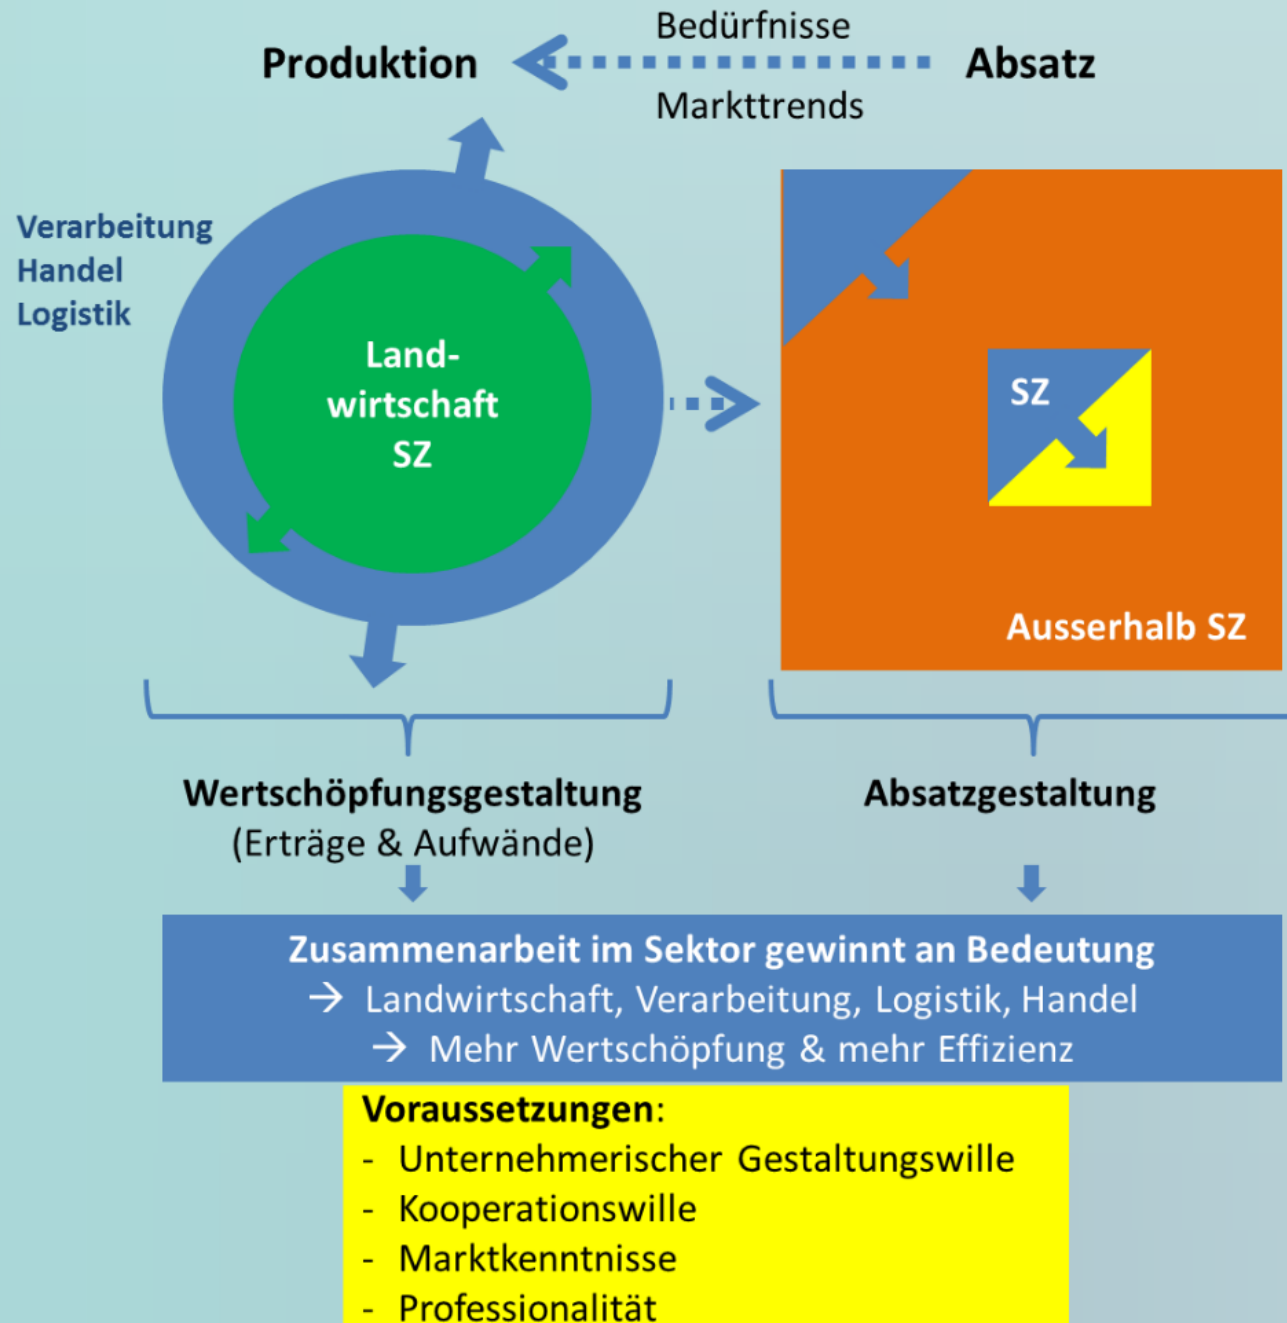 Bedürfnisse
Produktion
Absatz
Markttrends
Verarbeitung
Handel
Logistik
Land-
wirtschaft
SZ
SZ
Ausserhalb SZ
Wertschöpfungsgestaltung
(Erträge & Aufwände)
Absatzgestaltung
Zusammenarbeit im Sektor gewinnt an Bedeutung
→ Landwirtschaft, Verarbeitung, Logistik, Handel
→ Mehr Wertschöpfung & mehr Effizienz
Voraussetzungen:
- Unternehmerischer Gestaltungswille
- Kooperationswille
- Marktkenntnisse
- Professionalität